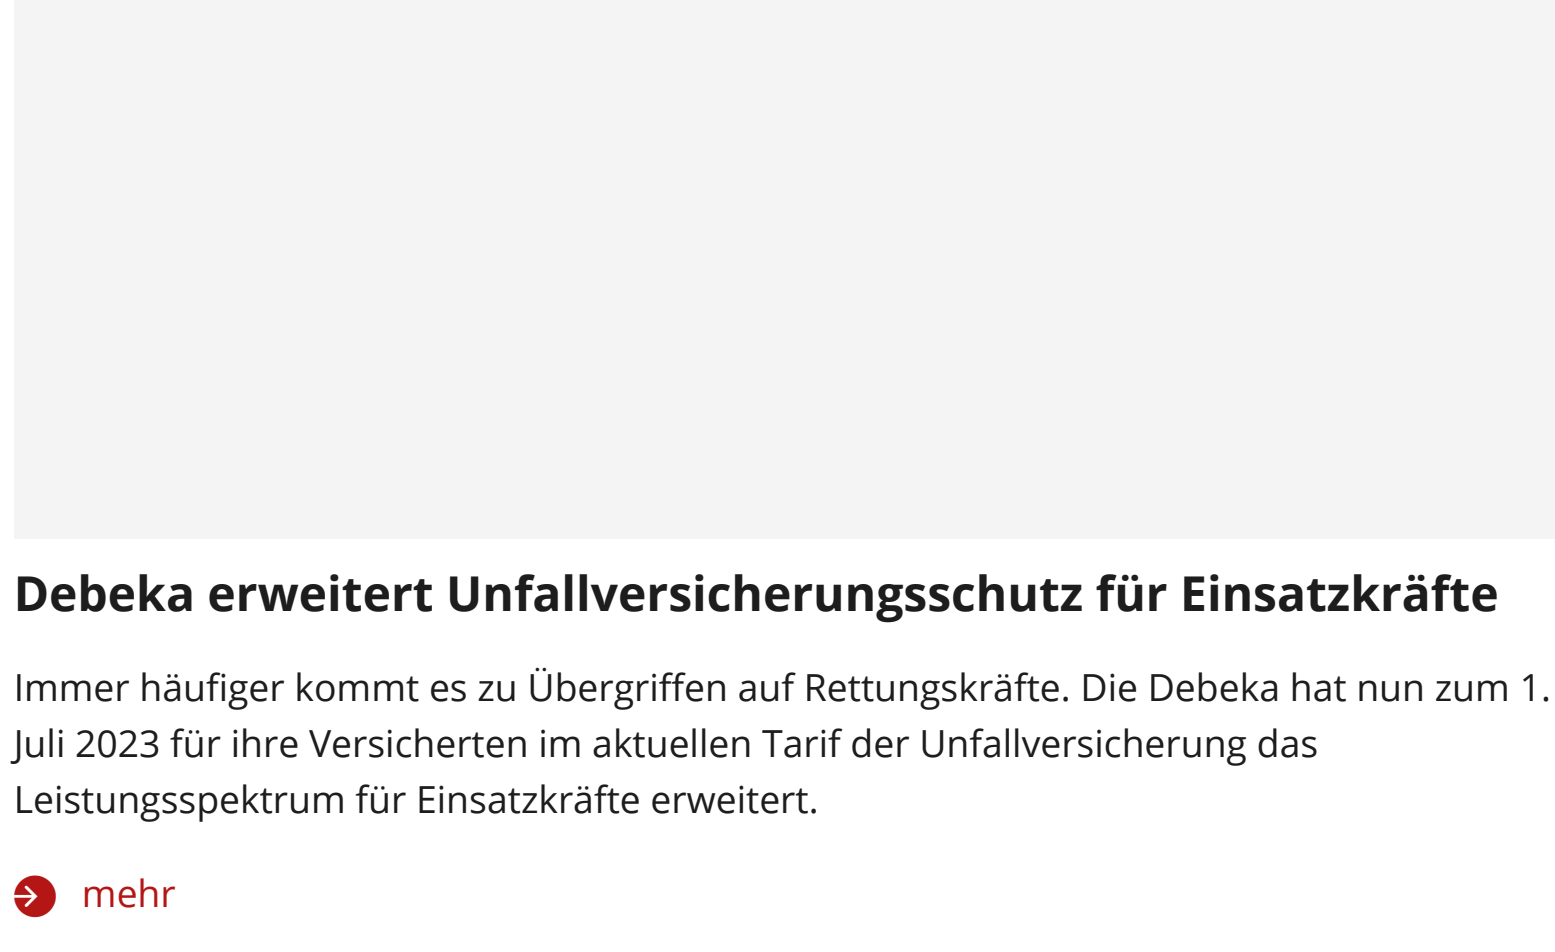 Debeka erweitert Unfallversicherungsschutz für Einsatzkräfte
Immer häufiger kommt es zu Übergriffen auf Rettungskräfte. Die Debeka hat nun zum 1.
Juli 2023 für ihre Versicherten im aktuellen Tarif der Unfallversicherung das
Leistungsspektrum für Einsatzkräfte erweitert.
mehr